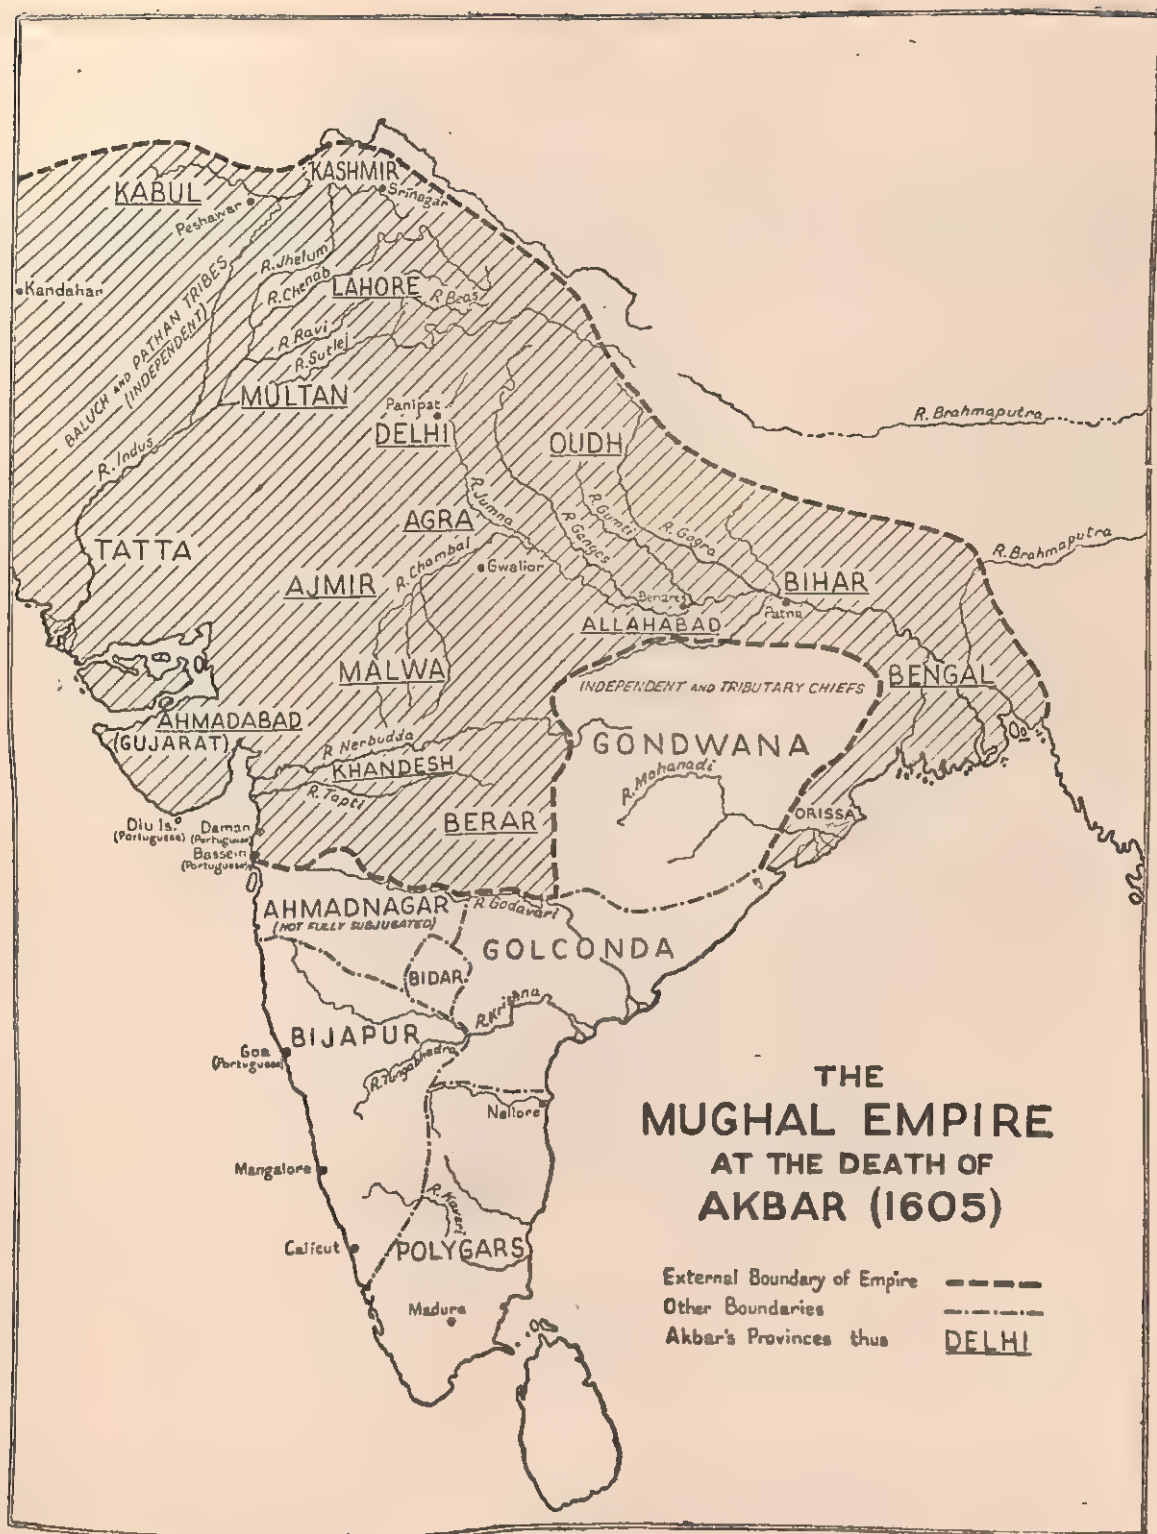 KABUL
KASHMIR
Srinagar
Peshawar
Kandahar
BALUCH AND PATHAN TRIBES
(INDEPENDENT)
R. Jhelum
R. Chenab
LAHORE
R. Beas
R. Ravi
R. Sutlej
MULTAN
Panipat
DELHI
OUDH
R. Brahmaputra
R. Indus
R. Jumna
R. Ganges
R. Gumti
R. Gogra
R. Brahmaputra
TATTA
AGRA
AJMIR
R. Chambal
Gwalior
Benares
BIHAR
Patna
ALLAHABAD
MALWA
INDEPENDENT AND TRIBUTARY CHIEFS
BENGAL
AHMADABAD
(GUJARAT)
R. Nerbudda
GONDWANA
KHANDESH
R. Tapti
R. Mahanadi
ORISSA
BERAR
Diu Is.
(Portuguese)
Daman
(Portuguese)
Bassein
(Portuguese)
AHMADNAGAR
(NOT FULLY SUBJUGATED)
R. Godavari
GOLCONDA
BIDAR
R. Krishna
BIJAPUR
Goa
(Portuguese)
R. Tungabhadra
Nellore
Mangalore
R. Kavari
Calicut
POLYGARS
Madura
THE
MUGHAL EMPIRE
AT THE DEATH OF
AKBAR (1605)
External Boundary of Empire
Other Boundaries
Akbar's Provinces thus DELHI